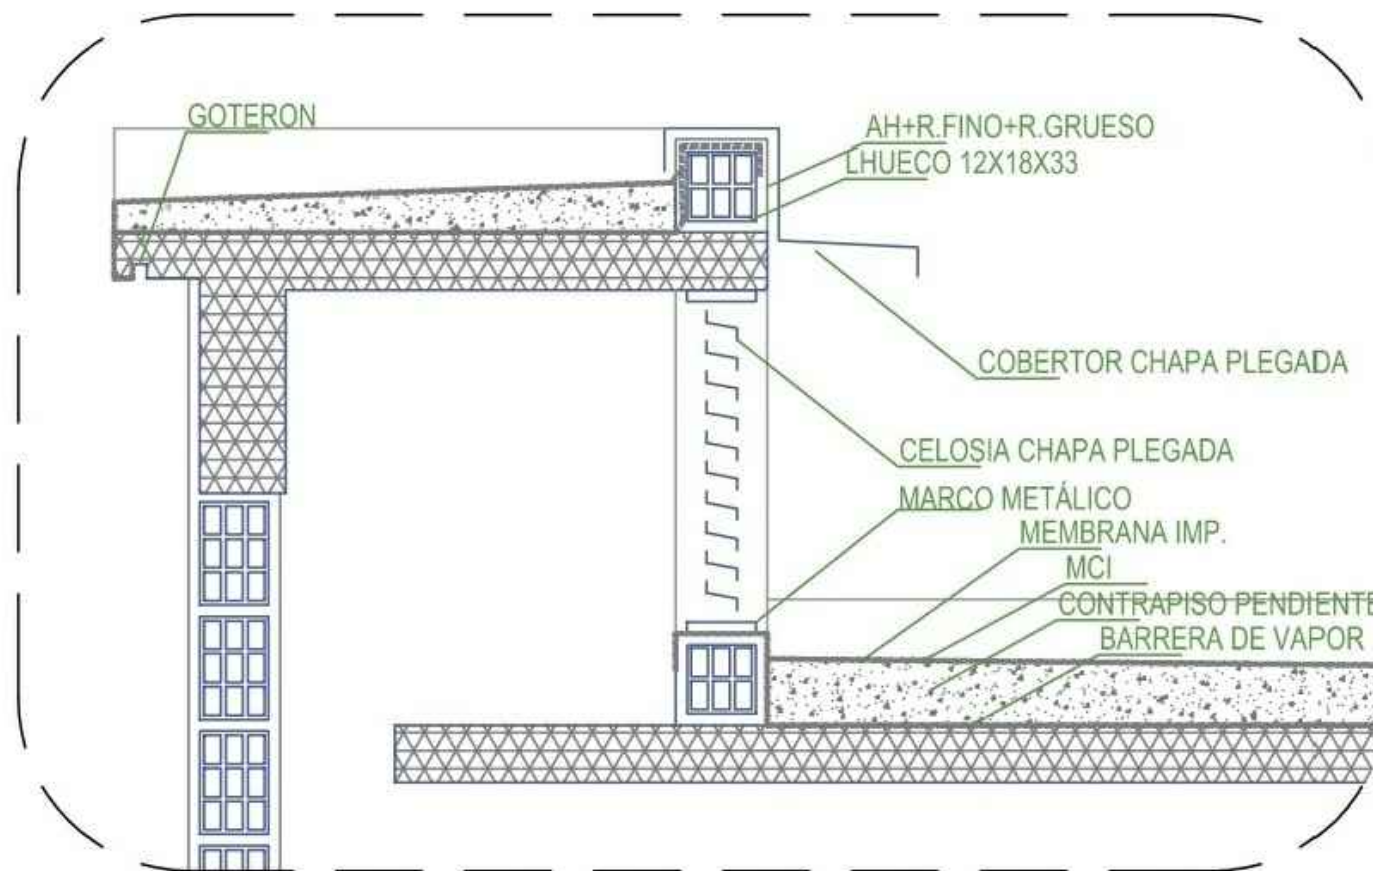 GOTERON
AH+R.FINO+R.GRUESO
LHUECO 12X18X33
COBERTOR CHAPA PLEGADA
CELOSIA CHAPA PLEGADA
MARCO METÁLICO
MEMBRANA IMP.
MCI
CONTRAPISO PENDIENTE
BARRERA DE VAPOR